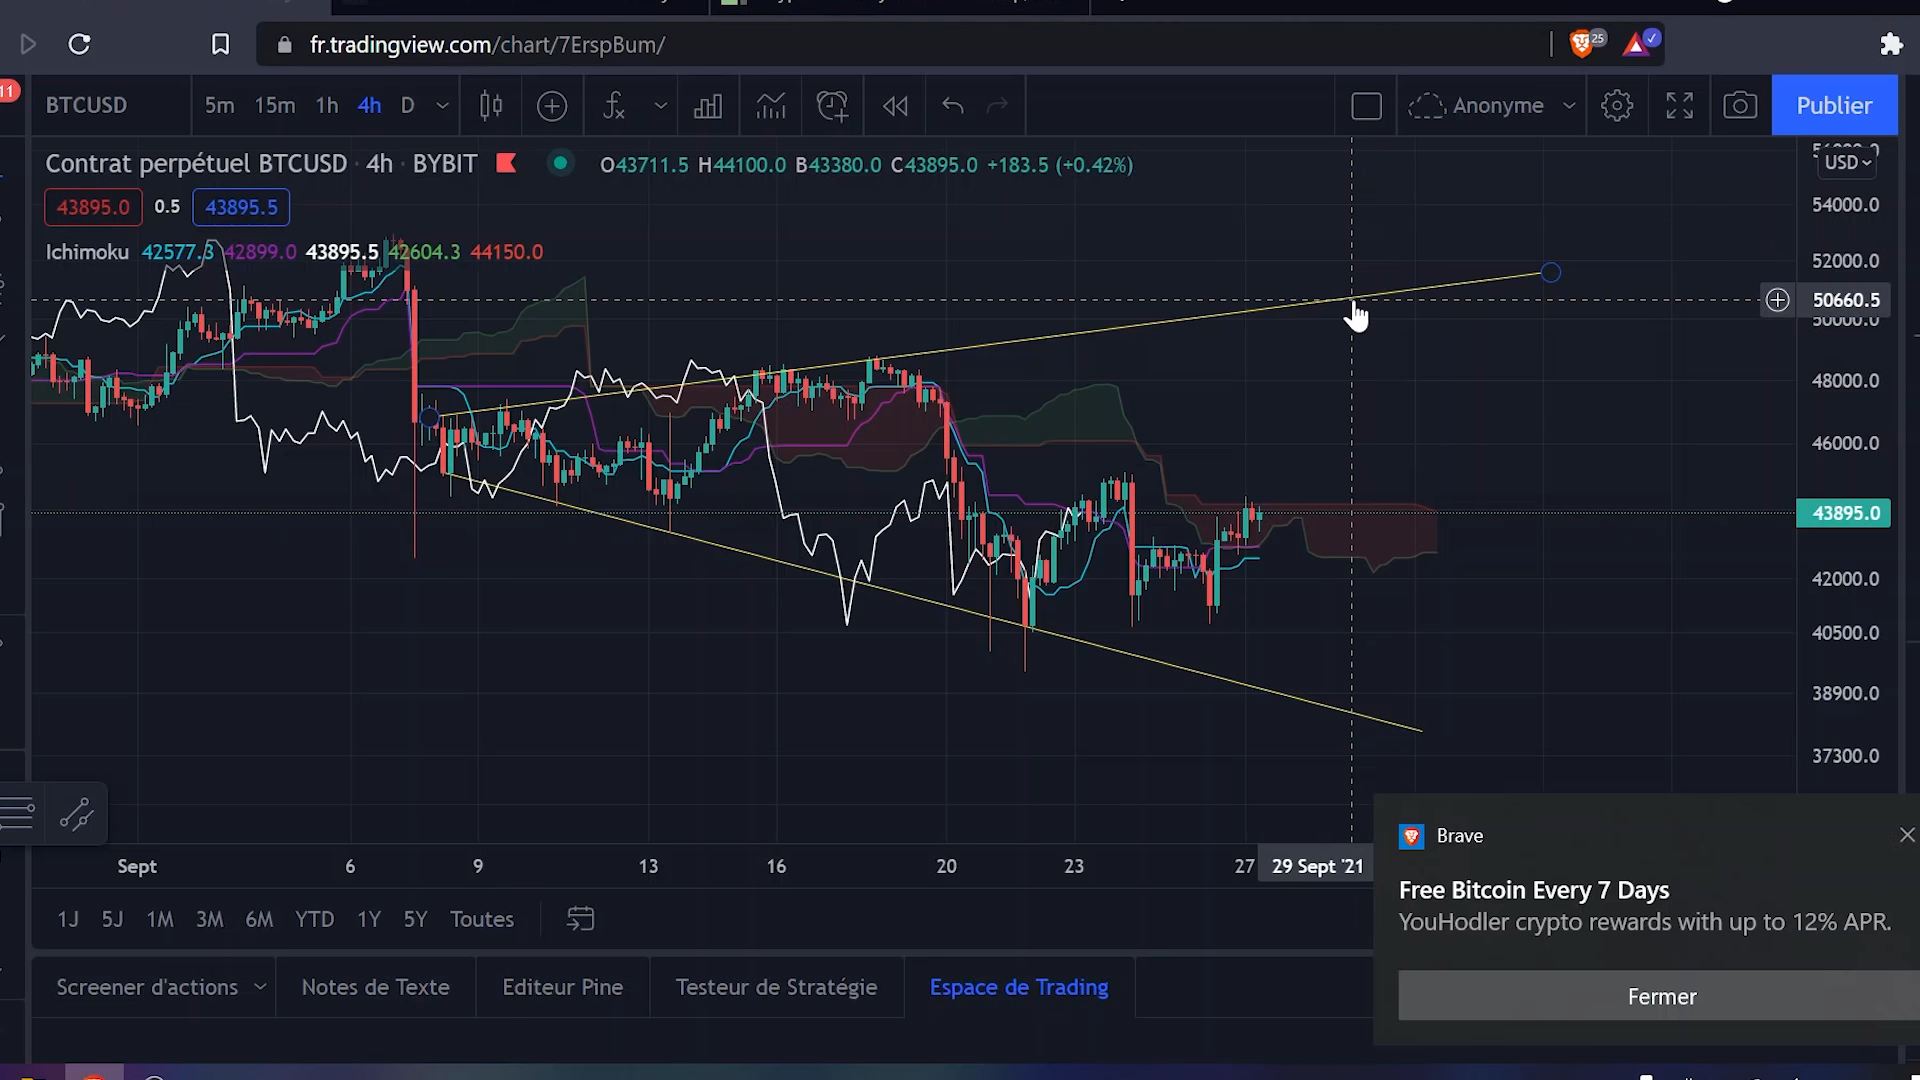 fr.tradingview.com/chart/7ErspBum/
25
11
BTCUSD 5m 15m 1h 4h D Anonyme Publier
Contrat perpétuel BTCUSD · 4h · BYBIT O43711.5 H44100.0 B43380.0 C43895.0 +183.5 (+0.42%)
USD
43895.0 0.5 43895.5
54000.0
Ichimoku 42577.3 42899.0 43895.5 42604.3 44150.0
52000.0
50660.5
50000.0
48000.0
46000.0
43895.0
42000.0
40500.0
38900.0
37300.0
Sept 6 9 13 16 20 23 27 29 Sept '21
1J 5J 1M 3M 6M YTD 1Y 5Y Toutes
Screener d'actions Notes de Texte Editeur Pine Testeur de Stratégie Espace de Trading
Brave
Free Bitcoin Every 7 Days
YouHodler crypto rewards with up to 12% APR.
Fermer